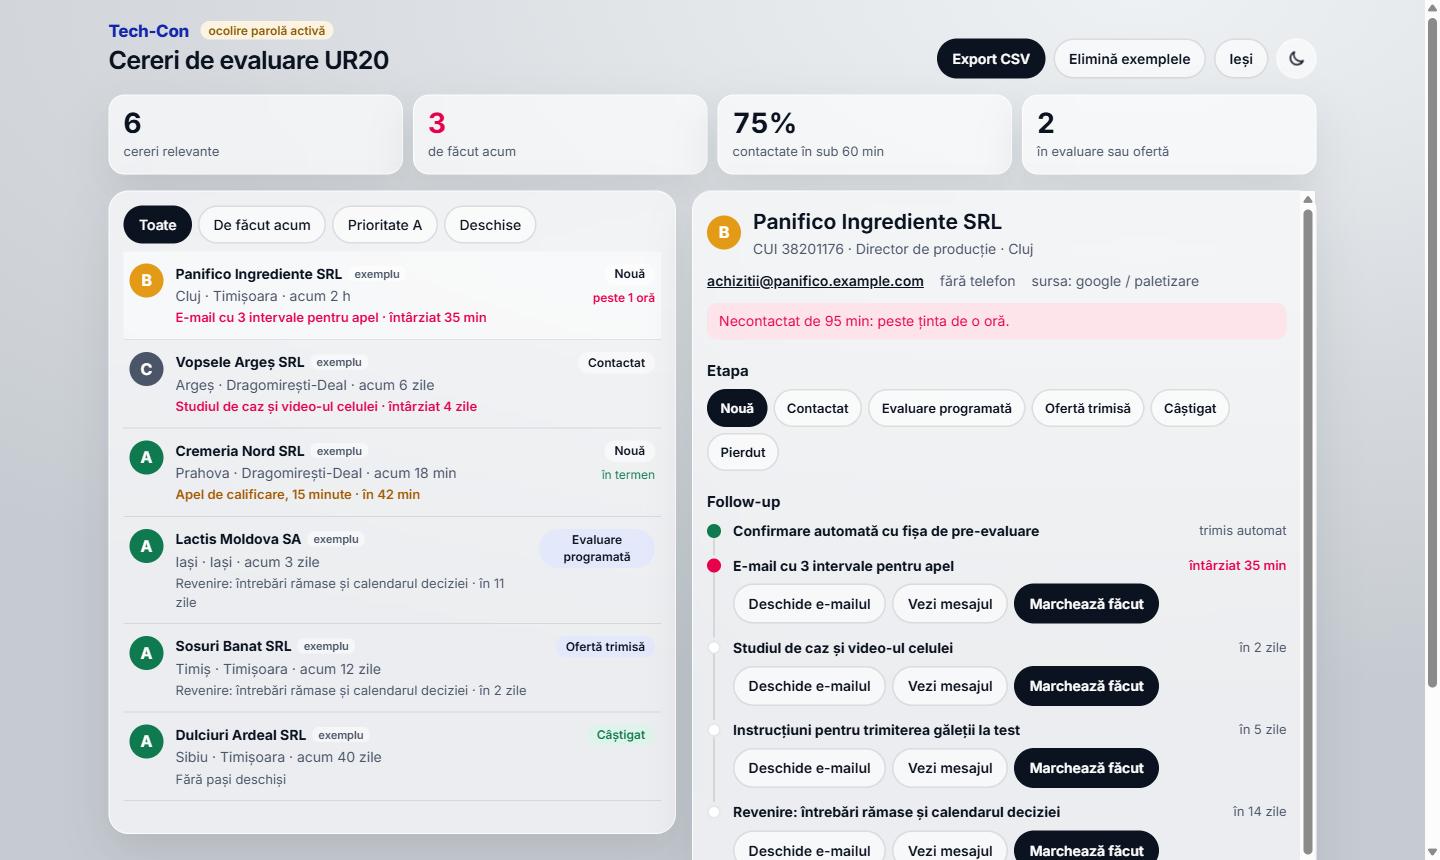 Tech-Con
ocolire parolă activă
Cereri de evaluare UR20
Export CSV
Elimină exemplele
Ieși
6
cereri relevante
3
de făcut acum
75%
contactate în sub 60 min
2
în evaluare sau ofertă
Toate
De făcut acum
Prioritate A
Deschise
B
Panifico Ingrediente SRL
exemplu
Nouă
Cluj · Timișoara · acum 2 h
peste 1 oră
E-mail cu 3 intervale pentru apel · întârziat 35 min
C
Vopsele Argeș SRL
exemplu
Contactat
Argeș · Dragomirești-Deal · acum 6 zile
Studiul de caz și video-ul celulei · întârziat 4 zile
A
Cremeria Nord SRL
exemplu
Nouă
Prahova · Dragomirești-Deal · acum 18 min
în termen
Apel de calificare, 15 minute · în 42 min
A
Lactis Moldova SA
exemplu
Evaluare
programată
Iași · Iași · acum 3 zile
Revenire: întrebări rămase și calendarul deciziei · în 11
zile
A
Sosuri Banat SRL
exemplu
Ofertă trimisă
Timiș · Timișoara · acum 12 zile
Revenire: întrebări rămase și calendarul deciziei · în 2 zile
A
Dulciuri Ardeal SRL
exemplu
Câștigat
Sibiu · Timișoara · acum 40 zile
Fără pași deschiși
B
Panifico Ingrediente SRL
CUI 38201176 · Director de producție · Cluj
achizitii@panifico.example.com
fără telefon
sursa: google / paletizare
Necontactat de 95 min: peste ținta de o oră.
Etapa
Nouă
Contactat
Evaluare programată
Ofertă trimisă
Câștigat
Pierdut
Follow-up
Confirmare automată cu fișa de pre-evaluare
trimis automat
E-mail cu 3 intervale pentru apel
întârziat 35 min
Deschide e-mailul
Vezi mesajul
Marchează făcut
Studiul de caz și video-ul celulei
în 2 zile
Deschide e-mailul
Vezi mesajul
Marchează făcut
Instrucțiuni pentru trimiterea găleții la test
în 5 zile
Deschide e-mailul
Vezi mesajul
Marchează făcut
Revenire: întrebări rămase și calendarul deciziei
în 14 zile
Deschide e-mailul
Vezi mesajul
Marchează făcut